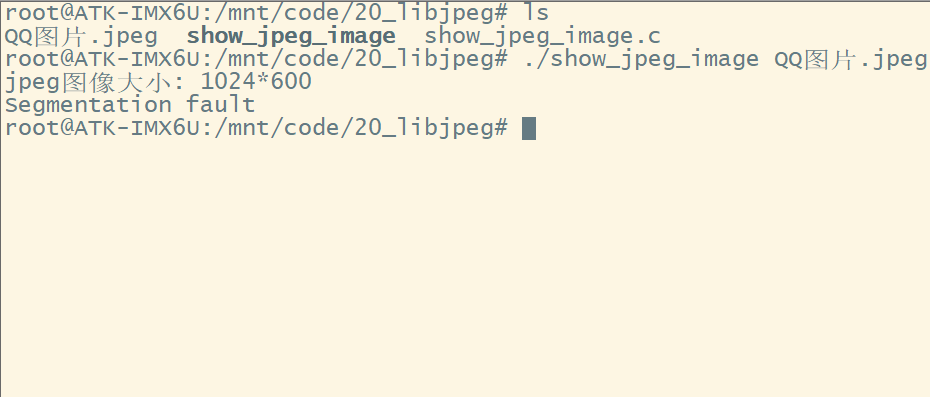 root@ATK-IMX6U:/mnt/code/20_libjpeg# ls
QQ图片.jpeg  show_jpeg_image  show_jpeg_image.c
root@ATK-IMX6U:/mnt/code/20_libjpeg# ./show_jpeg_image QQ图片.jpeg
jpeg图像大小: 1024*600
Segmentation fault
root@ATK-IMX6U:/mnt/code/20_libjpeg#